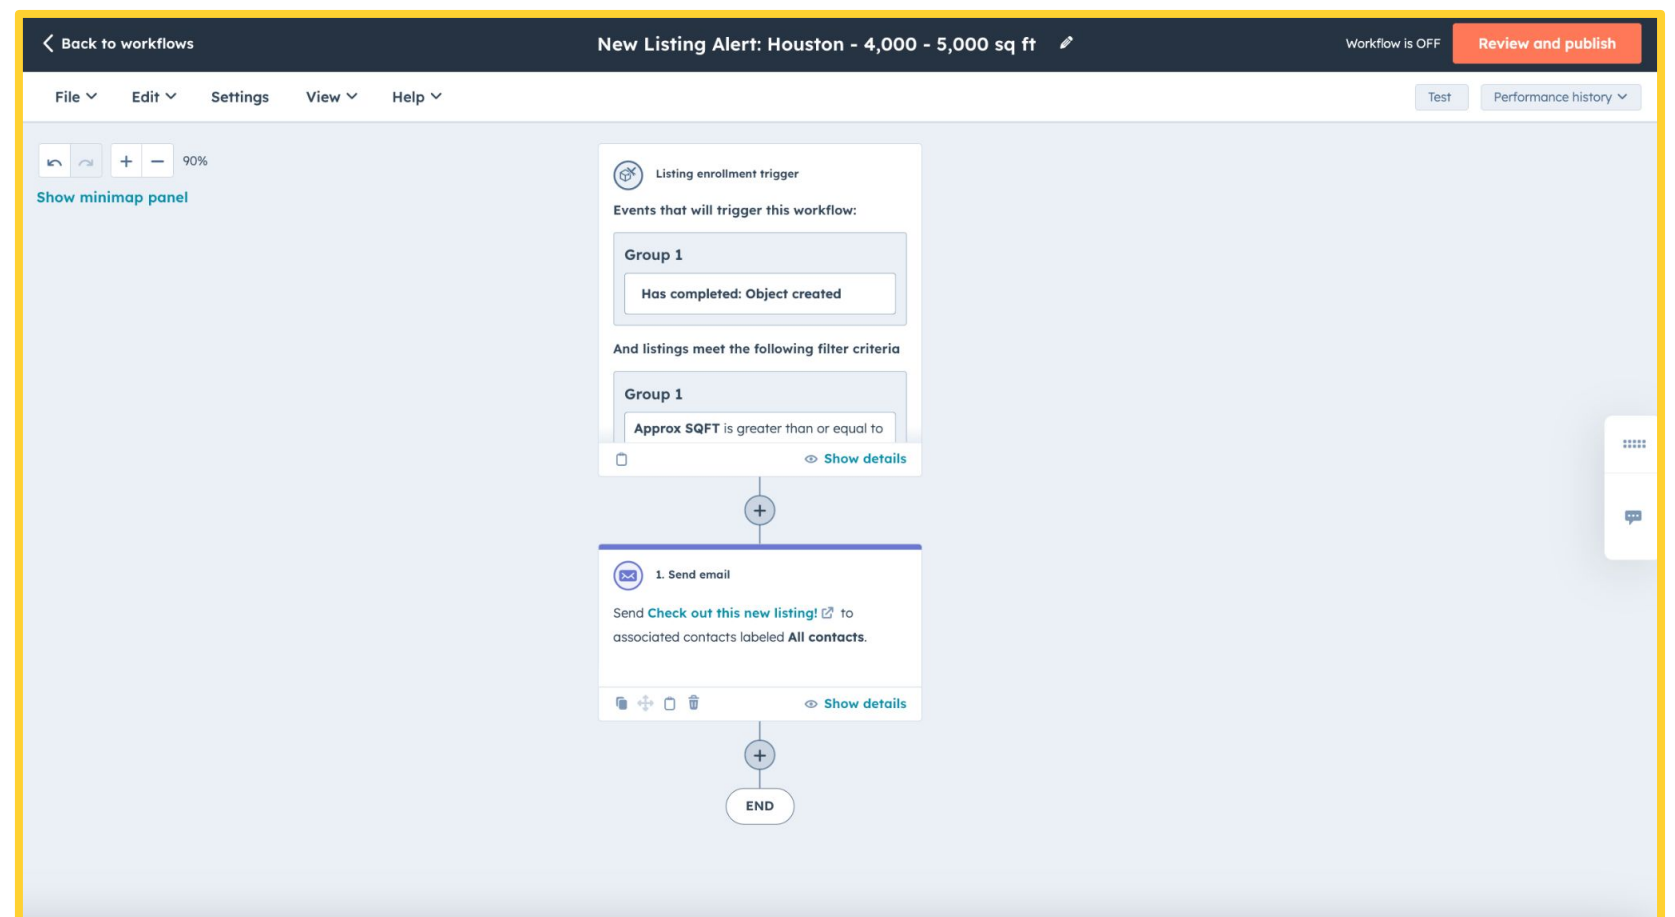 Back to workflows
New Listing Alert: Houston - 4,000 - 5,000 sq ft
Workflow is OFF
Review and publish
File
Edit
Settings
View
Help
Test
Performance history
90%
Show minimap panel
Listing enrollment trigger
Events that will trigger this workflow:
Group 1
Has completed: Object created
And listings meet the following filter criteria
Group 1
Approx SQFT is greater than or equal to
Show details
1. Send email
Send Check out this new listing! to
associated contacts labeled All contacts.
Show details
END